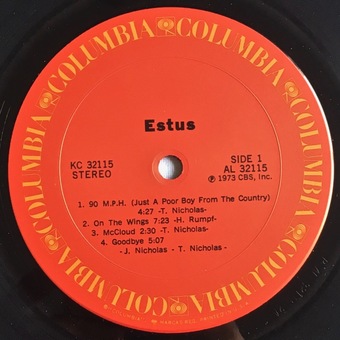 COLUMBIA COLUMBIA COLUMBIA COLUMBIA COLUMBIA COLUMBIA
Estus
KC 32115 SIDE 1
STEREO AL 32115
℗ 1973 CBS, Inc.
1. 90 M.P.H. (Just A Poor Boy From The Country)
4:27 -T. Nicholas-
2. On The Wings 7:23 -H. Rumpf-
3. McCloud 2:30 -T. Nicholas-
4. Goodbye 5:07
-J. Nicholas - T. Nicholas-